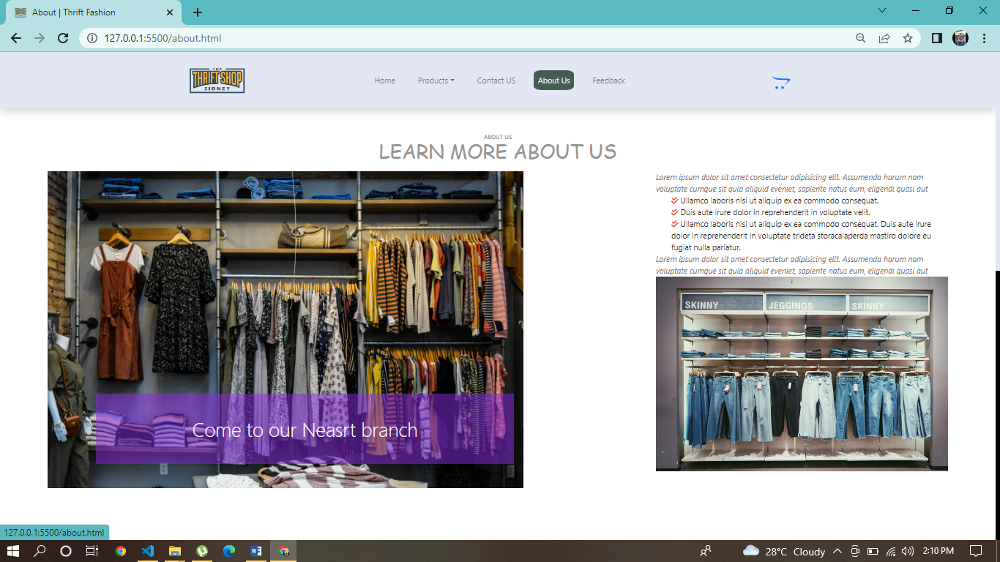 About | Thrift Fashion
127.0.0.1:5500/about.html
THE
THRIFT SHOP
SIDNEY
Home Products Contact US About Us Feedback
ABOUT US
LEARN MORE ABOUT US
Come to our Neasrt branch
Lorem ipsum dolor sit amet consectetur adipisicing elit. Assumenda harum nam
voluptate cumque sit quia aliquid eveniet, sapiente natus eum, eligendi quasi aut
Ullamco laboris nisi ut aliquip ex ea commodo consequat.
Duis aute irure dolor in reprehenderit in voluptate velit.
Ullamco laboris nisi ut aliquip ex ea commodo consequat. Duis aute irure
dolor in reprehenderit in voluptate trideta storacalaperda mastiro dolore eu
fugiat nulla pariatur.
Lorem ipsum dolor sit amet consectetur adipisicing elit. Assumenda harum nam
voluptate cumque sit quia aliquid eveniet, sapiente natus eum, eligendi quasi aut
SKINNY JEGGINGS SKINNY
127.0.0.1:5500/about.html
28°C Cloudy 2:10 PM